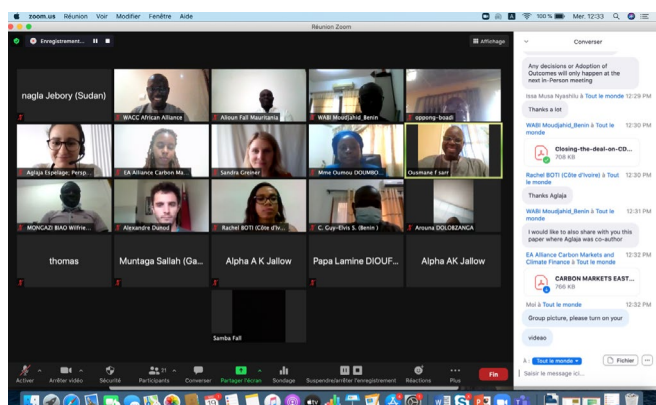 zoom.us Réunion Voir Modifier Fenêtre Aide
100 % Mer. 12:33
Réunion Zoom
Enregistrement...
Affichage
nagla Jebory (Sudan)
WACC African Alliance
Alioun Fall Mauritania
WABI Moudjahid_Benin
oppong-boadi
Aglaja Espelage; Persp...
EA Alliance Carbon Ma...
Sandra Greiner
Mme Oumou DOUMBO...
Ousmane F sarr
MONGAZI BIAO Wilfrie...
Alexandre Dunod
Rachel BOTI (Côte d'Iv...
C. Guy-Elvis S. (Benin )
Arouna DOLOBZANGA
thomas
Muntaga Sallah (Ga...
Alpha A K Jallow
Papa Lamine DIOUF...
Alpha AK Jallow
Samba Fall
Activer
Arrêter vidéo
Sécurité
21
Participants
Converser
Partager l'écran
Sondage
Suspendre/arrêter l'enregistrement
Réactions
Plus
Fin
Converser
Any decisions or Adoption of
Outcomes will only happen at the
next in-Person meeting
Issa Musa Nyashilu à Tout le monde 12:29 PM
Thanks a lot
WABI Moudjahid_Benin à Tout le 12:30 PM
monde
Closing-the-deal-on-CD...
708 KB
Rachel BOTI (Côte d'Ivoire) à Tout 12:30 PM
le monde
Thanks Aglaja
WABI Moudjahid_Benin à Tout le 12:31 PM
monde
I would like to also share with you this
paper where Aglaja was co-author
EA Alliance Carbon Markets and 12:32 PM
Climate Finance à Tout le monde
CARBON MARKETS EAST...
766 KB
Moi à Tout le monde 12:32 PM
Group picture, please turn on your
videao
À : Tout le monde
Fichier
Saisir le message ici...